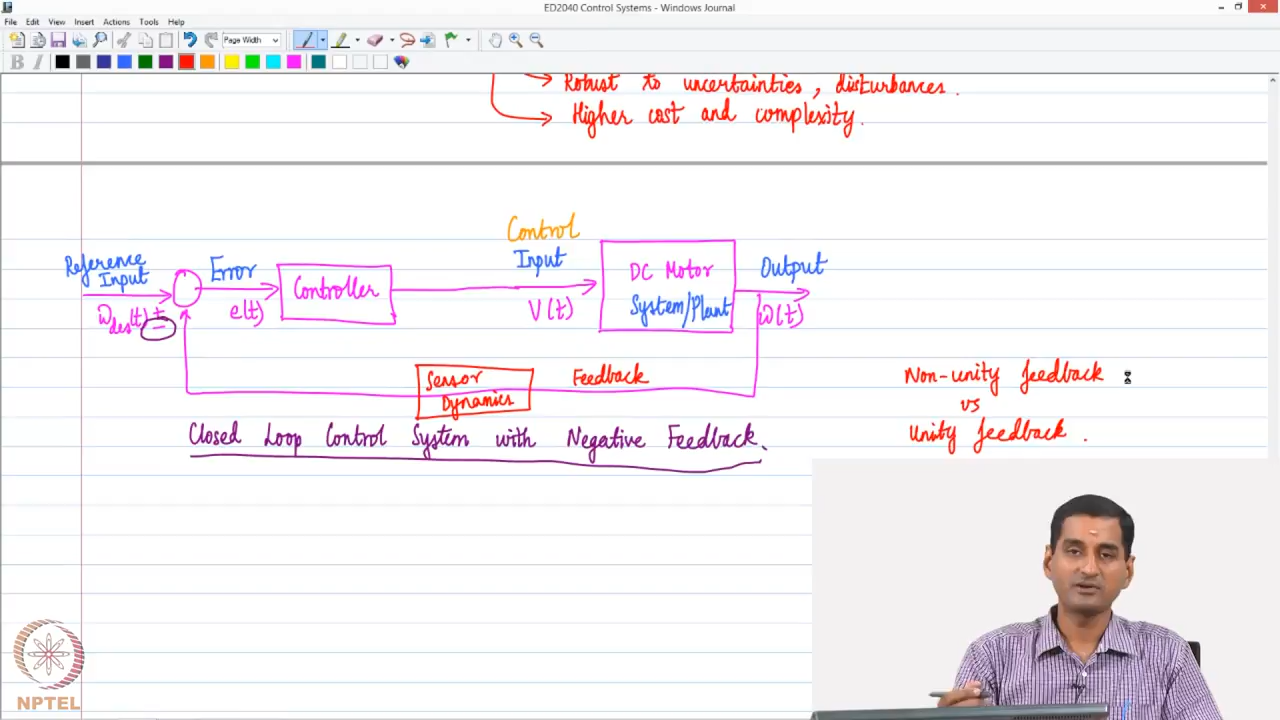 ED2040 Control Systems - Windows Journal
File Edit View Insert Actions Tools Help
Page Width
B I
Robust to uncertainties, disturbances.
Higher cost and complexity.
Reference Input
ω_des(t) +
−
Error
e(t)
Controller
Control
Input
V(t)
DC Motor
System/Plant
Output
ω(t)
Sensor
Dynamics
Feedback
Closed Loop Control System with Negative Feedback.
Non-unity feedback
vs
Unity feedback.
NPTEL